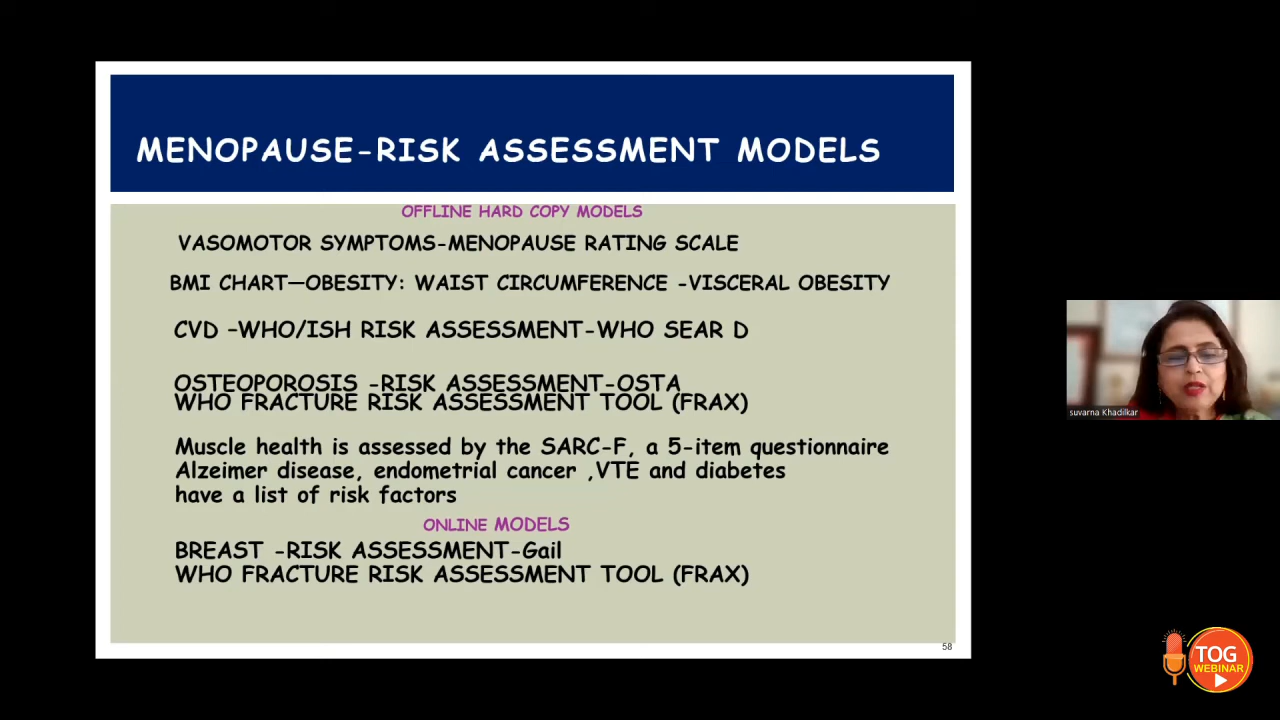 MENOPAUSE-RISK ASSESSMENT MODELS
OFFLINE HARD COPY MODELS
VASOMOTOR SYMPTOMS-MENOPAUSE RATING SCALE
BMI CHART—OBESITY: WAIST CIRCUMFERENCE -VISCERAL OBESITY
CVD –WHO/ISH RISK ASSESSMENT-WHO SEAR D
OSTEOPOROSIS -RISK ASSESSMENT-OSTA
WHO FRACTURE RISK ASSESSMENT TOOL (FRAX)
Muscle health is assessed by the SARC-F, a 5-item questionnaire
Alzeimer disease, endometrial cancer ,VTE and diabetes
have a list of risk factors
ONLINE MODELS
BREAST -RISK ASSESSMENT-Gail
WHO FRACTURE RISK ASSESSMENT TOOL (FRAX)
58
suvarna Khadilkar
TOG
WEBINAR